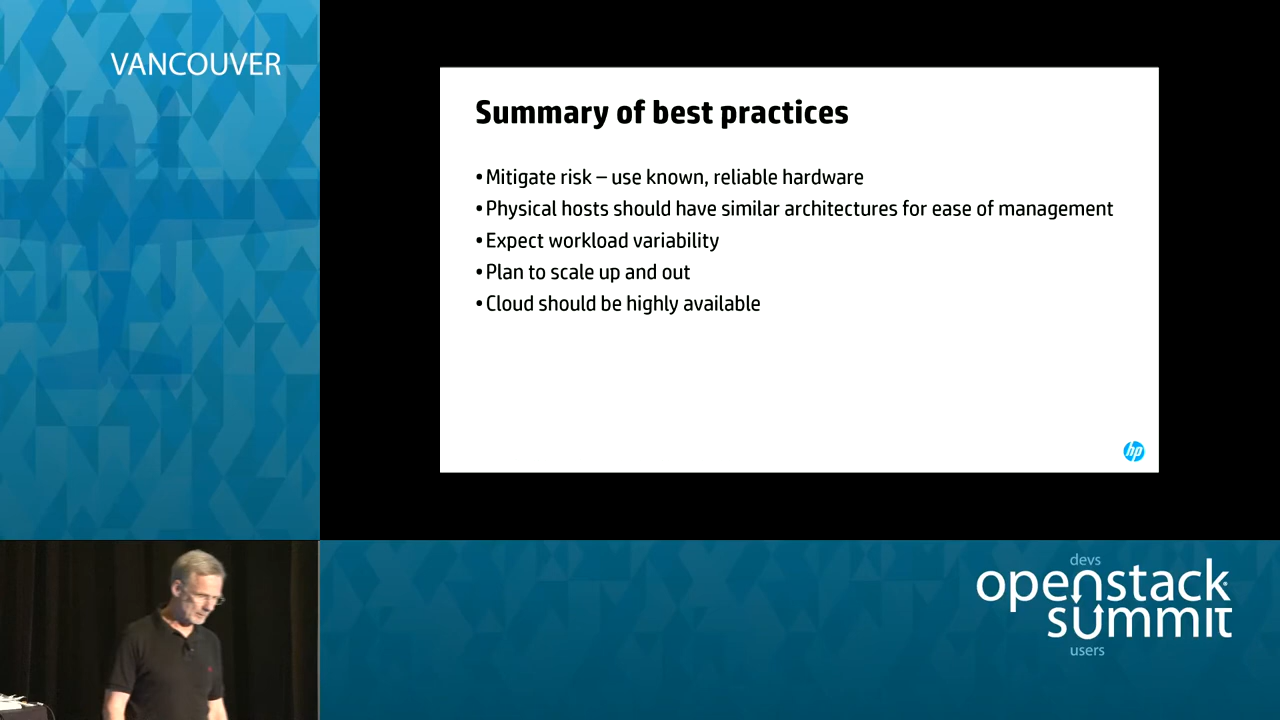 VANCOUVER
Summary of best practices
• Mitigate risk – use known, reliable hardware
• Physical hosts should have similar architectures for ease of management
• Expect workload variability
• Plan to scale up and out
• Cloud should be highly available
hp
devs
openstack
summit
users